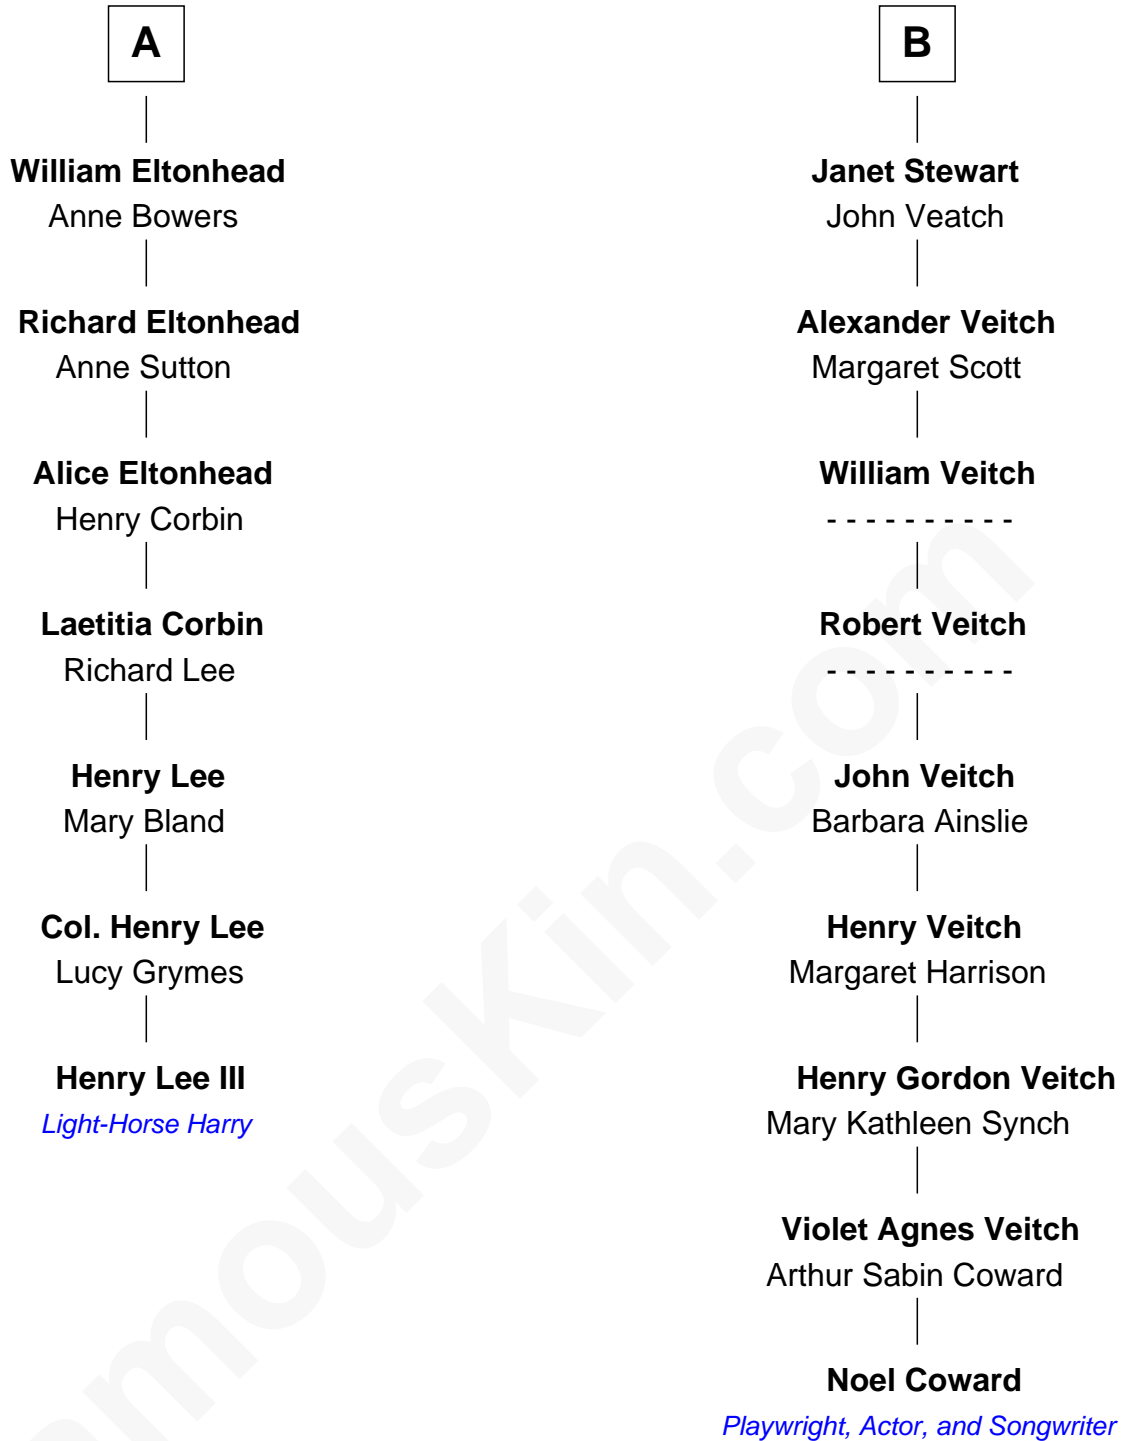 A
William Eltonhead
Anne Bowers
Richard Eltonhead
Anne Sutton
Alice Eltonhead
Henry Corbin
Laetitia Corbin
Richard Lee
Henry Lee
Mary Bland
Col. Henry Lee
Lucy Grymes
Henry Lee III
Light-Horse Harry
B
Janet Stewart
John Veatch
Alexander Veitch
Margaret Scott
William Veitch
- - - - - - - - - -
Robert Veitch
- - - - - - - - - -
John Veitch
Barbara Ainslie
Henry Veitch
Margaret Harrison
Henry Gordon Veitch
Mary Kathleen Synch
Violet Agnes Veitch
Arthur Sabin Coward
Noel Coward
Playwright, Actor, and Songwriter
amouskin.com